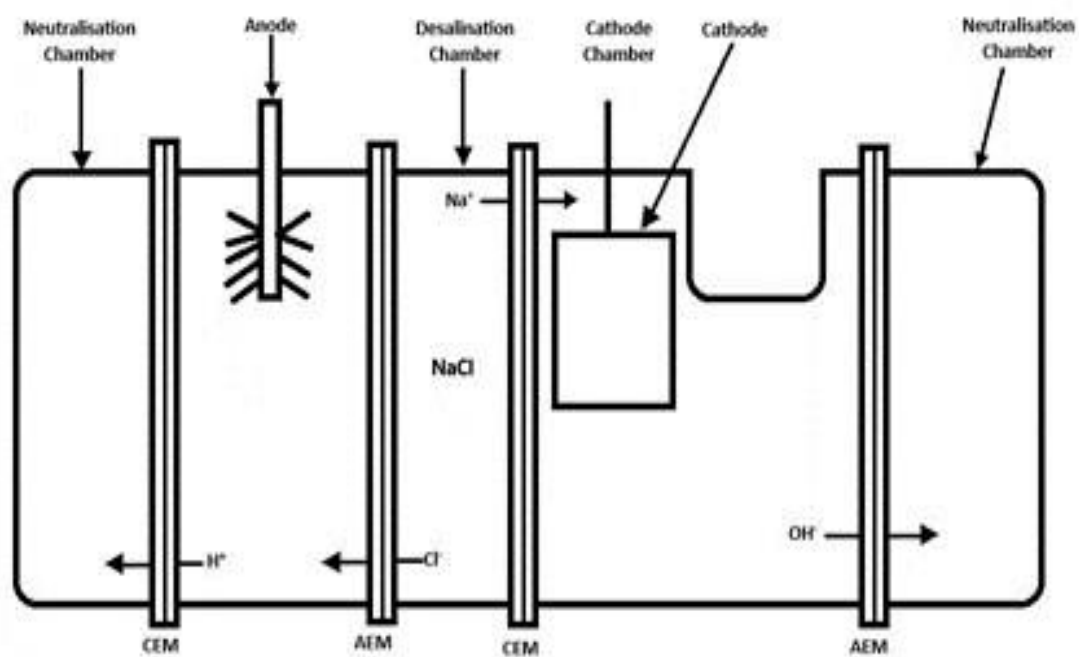 Neutralisation
Chamber
Anode
Desalination
Chamber
Cathode
Chamber
Cathode
Neutralisation
Chamber
Na⁺
NaCl
OH⁻
H⁺
Cl⁻
CEM
AEM
CEM
AEM